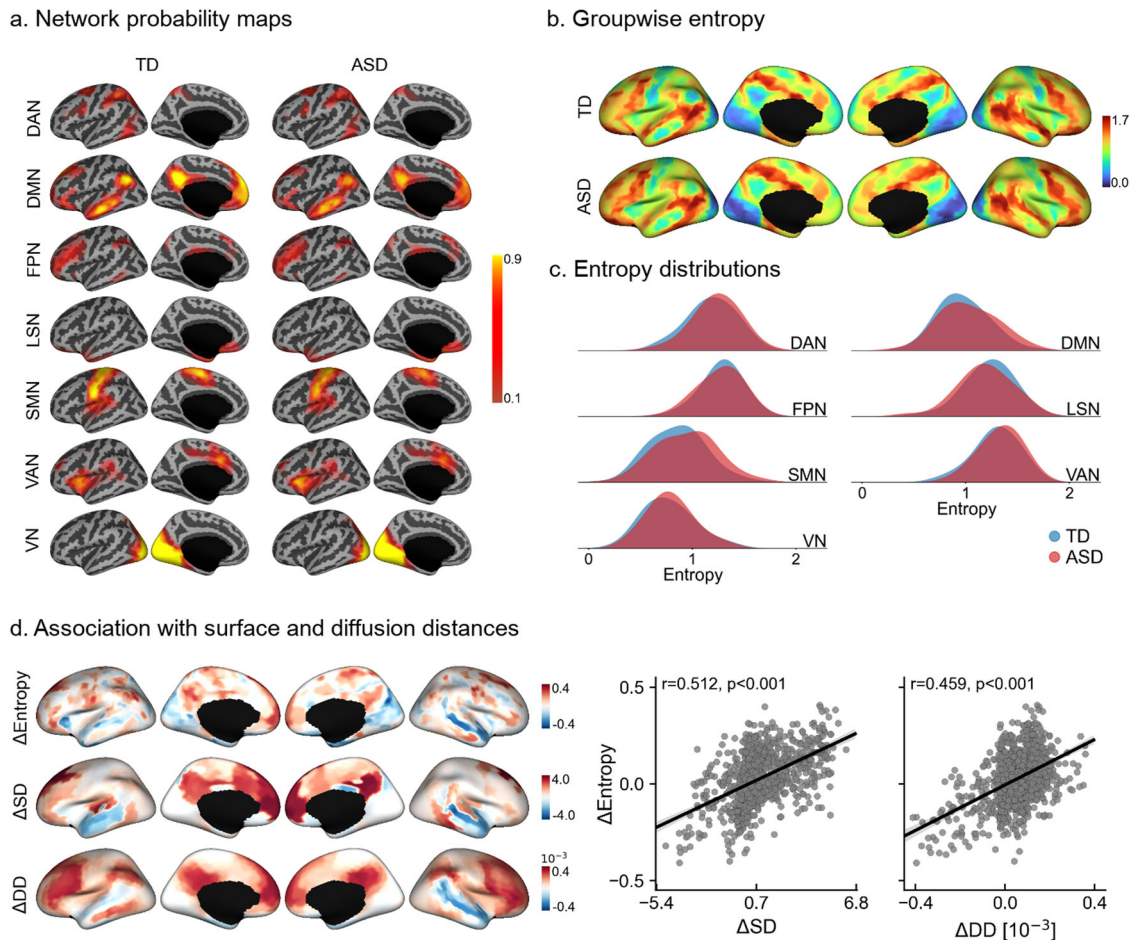 a. Network probability maps
TD
ASD
DAN
DMN
FPN
LSN
SMN
VAN
VN
0.9
0.1
b. Groupwise entropy
TD
ASD
1.7
0.0
c. Entropy distributions
DAN
DMN
FPN
LSN
SMN
VAN
0 1 2
Entropy
VN
0 1 2
Entropy
TD
ASD
d. Association with surface and diffusion distances
ΔEntropy
0.4
-0.4
ΔSD
4.0
-4.0
ΔDD
10⁻³
0.4
-0.4
r=0.512, p<0.001
ΔEntropy
0.5
0.0
−0.5
−5.4 0.7 6.8
ΔSD
r=0.459, p<0.001
−0.4 0.0 0.4
ΔDD [10⁻³]